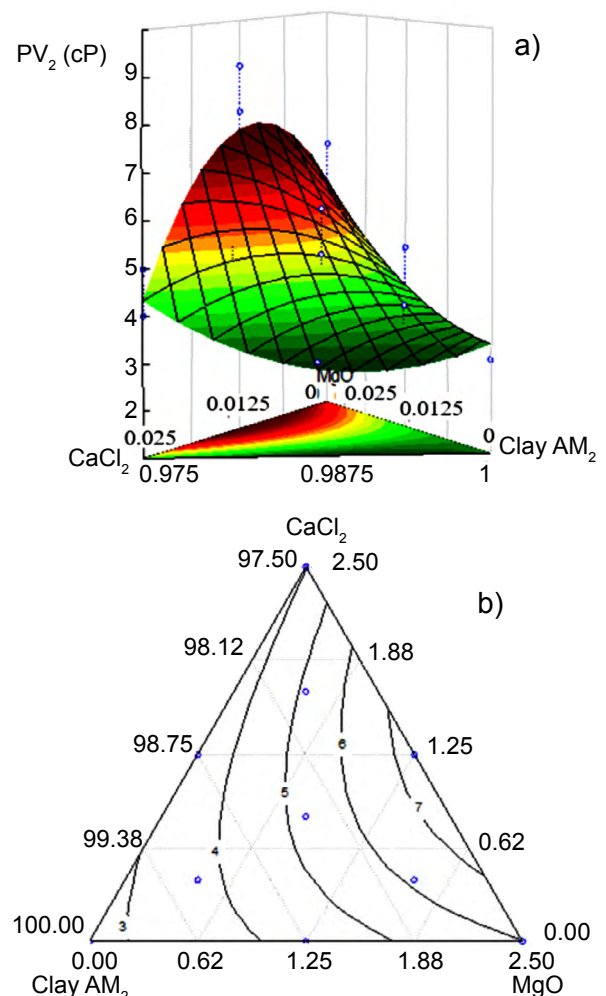 a)
PV₂ (cP)
9
8
7
6
5
4
3
2
MgO
0 0.025
0.0125 0.0125
0.025 0
CaCl₂ Clay AM₂
0.975 0.9875 1
CaCl₂
97.50 2.50
b)
98.12 1.88
98.75 1.25
6
5
7
99.38 0.62
4
3
100.00 0.00
0.00 0.62 1.25 1.88 2.50
Clay AM₂ MgO